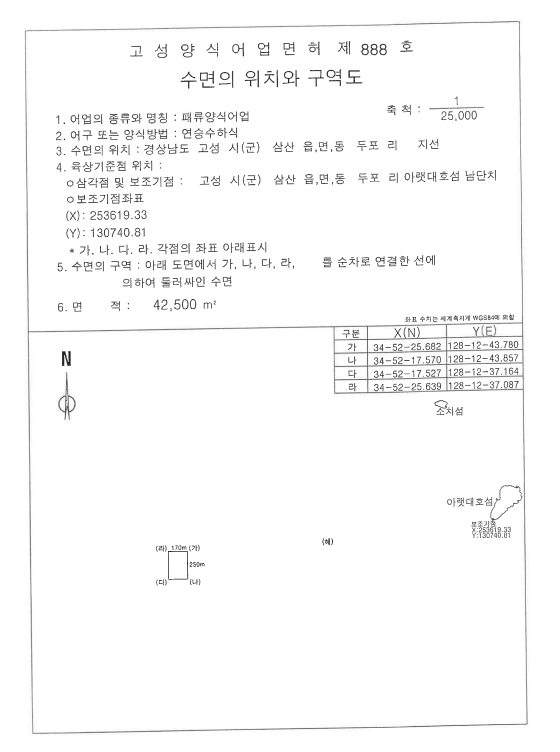 고 성 양 식 어 업 면 허 제 888 호
수면의 위치와 구역도
축 척 : 1
25,000
1. 어업의 종류와 명칭 : 패류양식어업
2. 어구 또는 양식방법 : 연승수하식
3. 수면의 위치 : 경상남도 고성 시(군) 삼산 읍,면,동 두포 리 지선
4. 육상기준점 위치 :
ㅇ삼각점 및 보조기점 : 고성 시(군) 삼산 읍,면,동 두포 리 아랫대호섬 남단치
ㅇ보조기점좌표
(X): 253619.33
(Y): 130740.81
* 가, 나, 다, 라, 각점의 좌표 아래표시
5. 수면의 구역 : 아래 도면에서 가, 나, 다, 라, 를 순차로 연결한 선에
의하여 둘러싸인 수면
6. 면 적 : 42,500 m²
좌표 수치는 세계측지계 WGS84에 의함
구분 X(N) Y(E)
가 34-52-25.682 128-12-43.780
나 34-52-17.570 128-12-43.857
다 34-52-17.527 128-12-37.164
라 34-52-25.639 128-12-37.087
N
소치섬
아랫대호섬
보조기점
X:253619.33
Y:130740.81
(해)
(라) 170m (가)
250m
(다) (나)